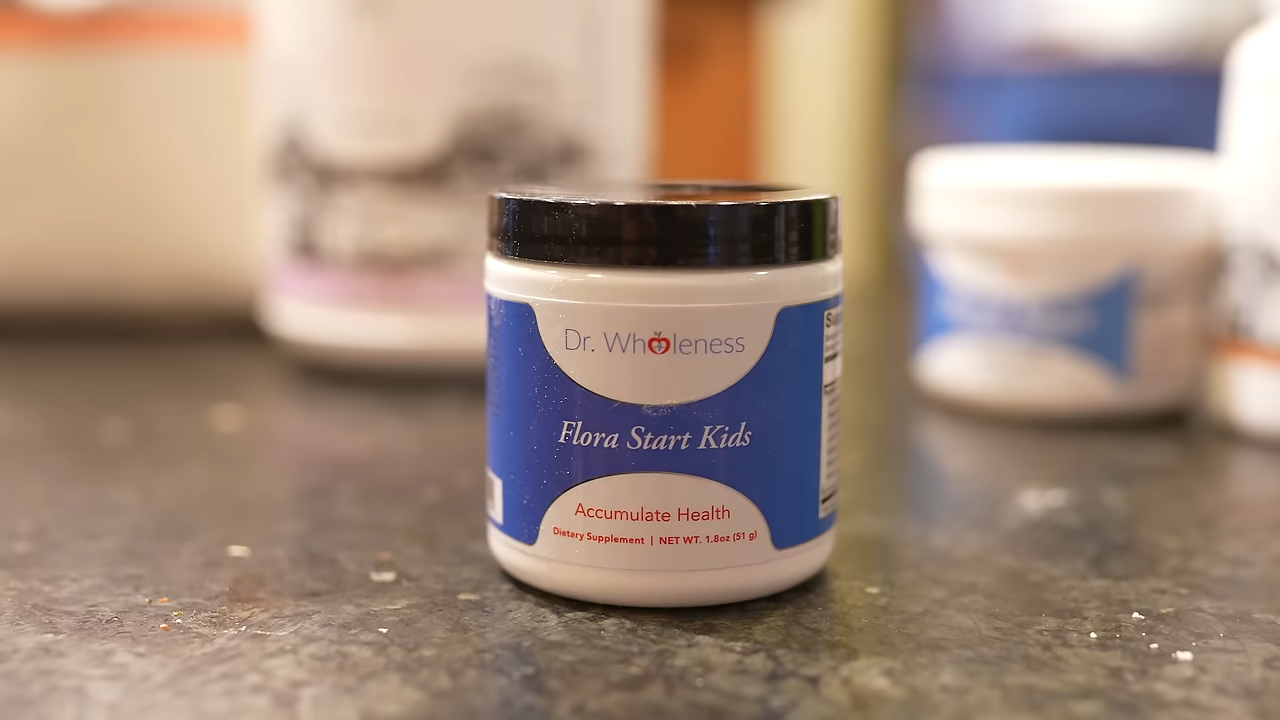 Dr. Wholeness
Flora Start Kids
Accumulate Health
Dietary Supplement | NET WT. 1.8oz (51 g)